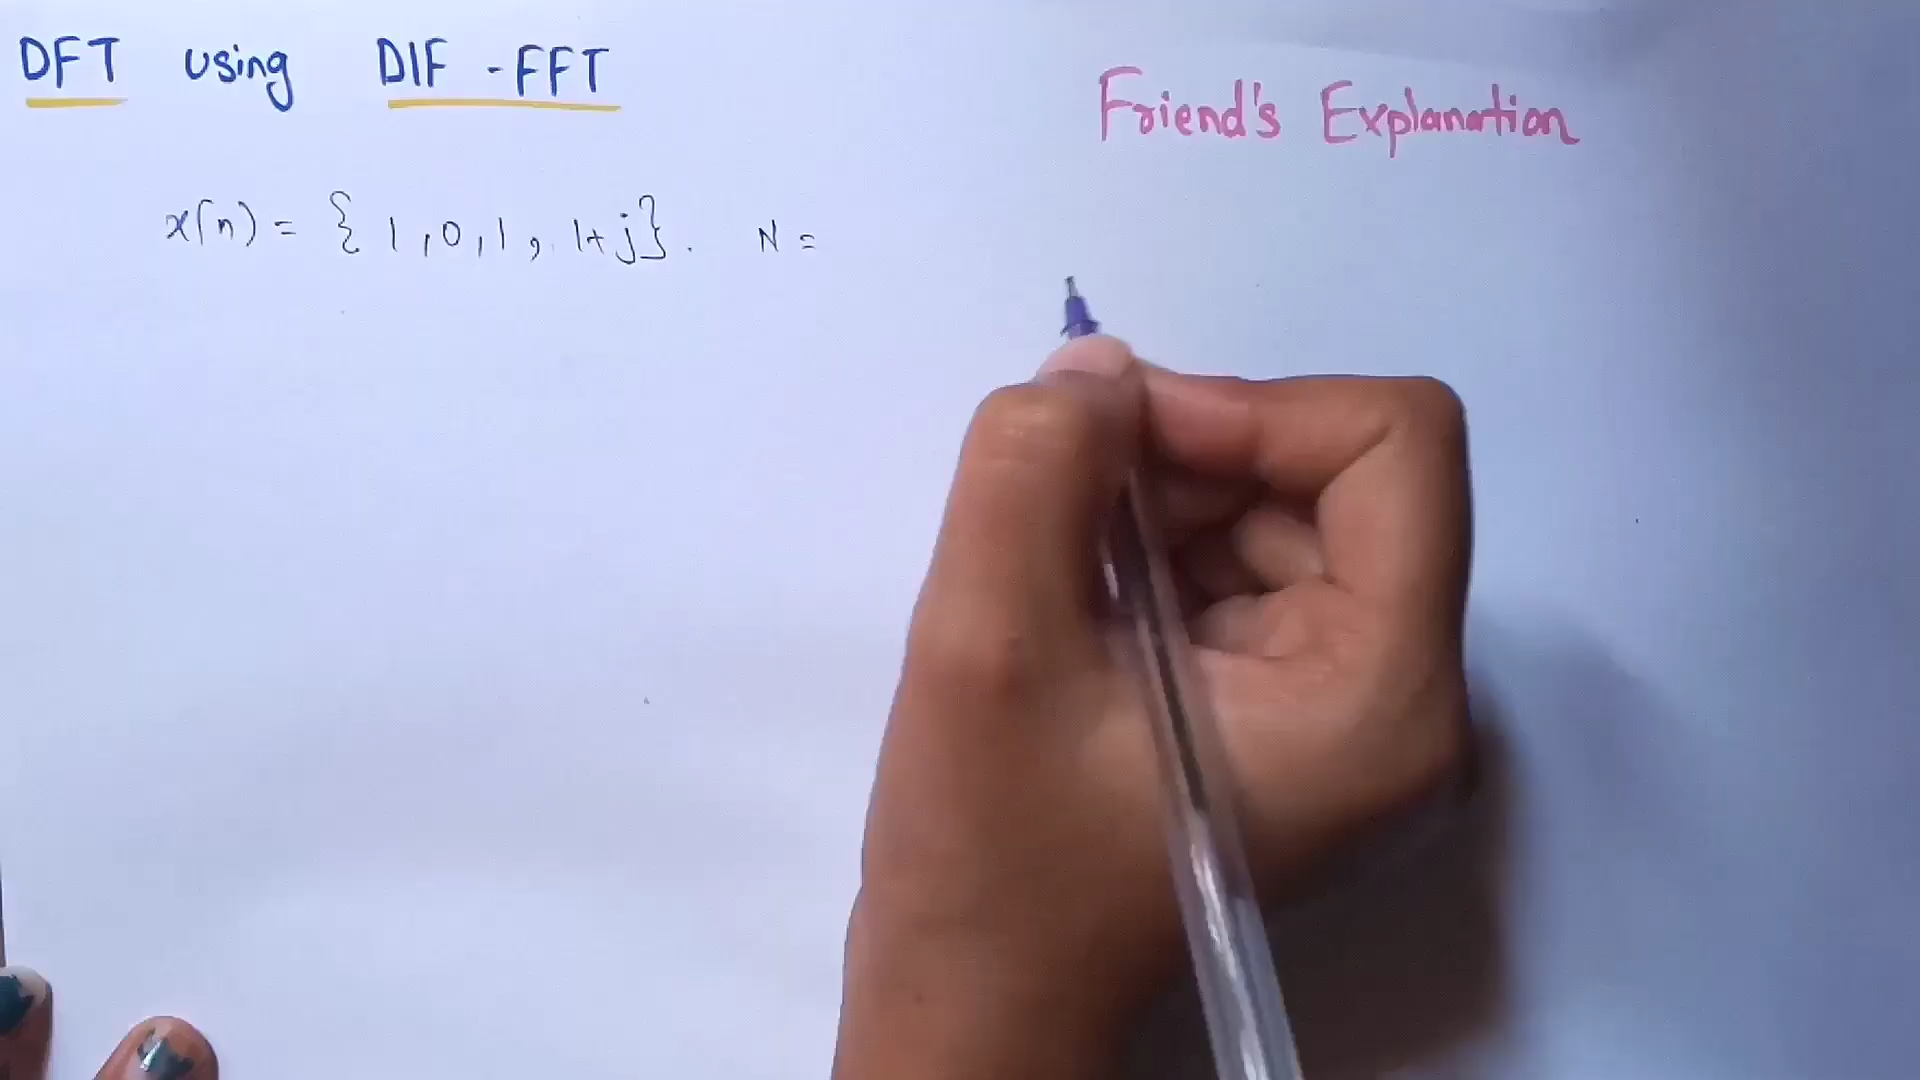 DFT using DIF - FFT
Friend's Explanation
x(n) = { 1 , 0 , 1 , 1+j }. N =